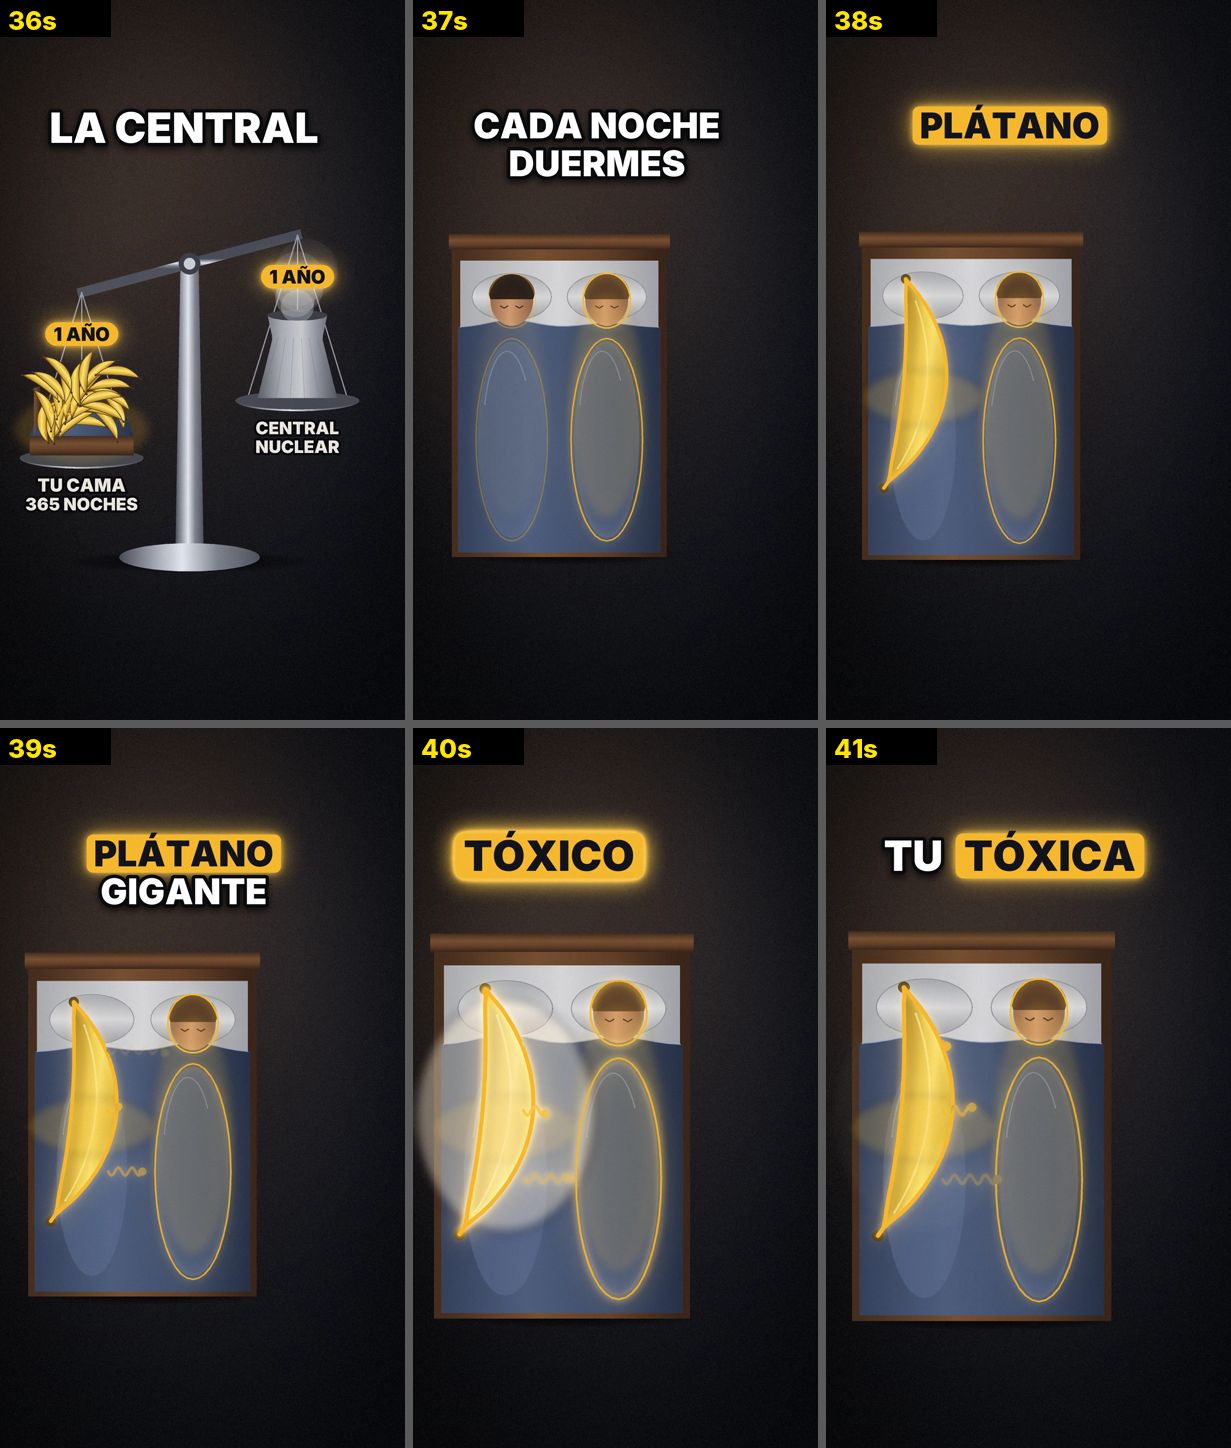 36s
LA CENTRAL
1 AÑO
1 AÑO
CENTRAL
NUCLEAR
TU CAMA
365 NOCHES
37s
CADA NOCHE
DUERMES
38s
PLÁTANO
39s
PLÁTANO
GIGANTE
40s
TÓXICO
41s
TU TÓXICA